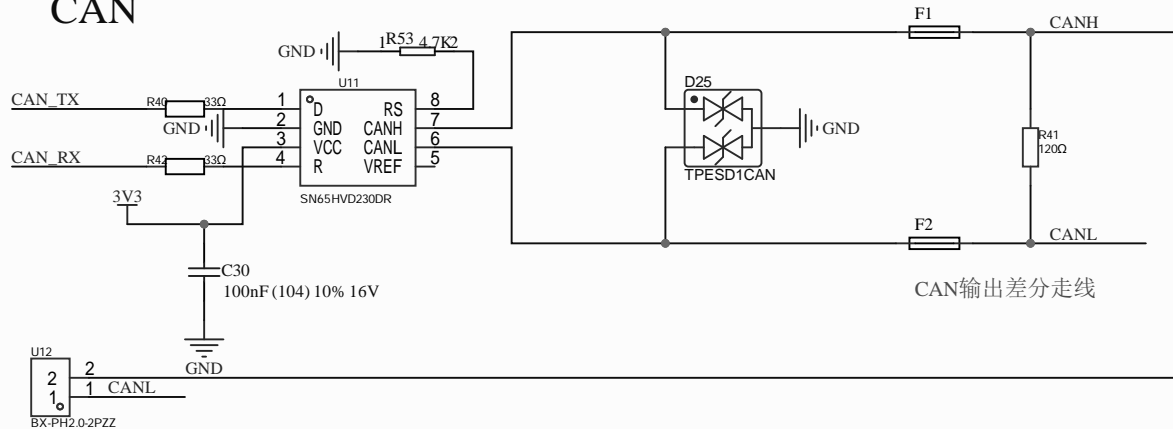 CAN
F1
CANH
GND
1 R53 4.7K 2
U11
D25
CAN_TX
R40
33Ω
1
D
RS
8
GND
2
GND
CANH
7
GND
3
VCC
CANL
6
R41
120Ω
CAN_RX
R42
33Ω
4
R
VREF
5
TPESD1CAN
SN65HVD230DR
3V3
F2
CANL
C30
100nF (104) 10% 16V
CAN输出差分走线
GND
U12
2
2
1
1
CANL
BX-PH2.0-2PZZ